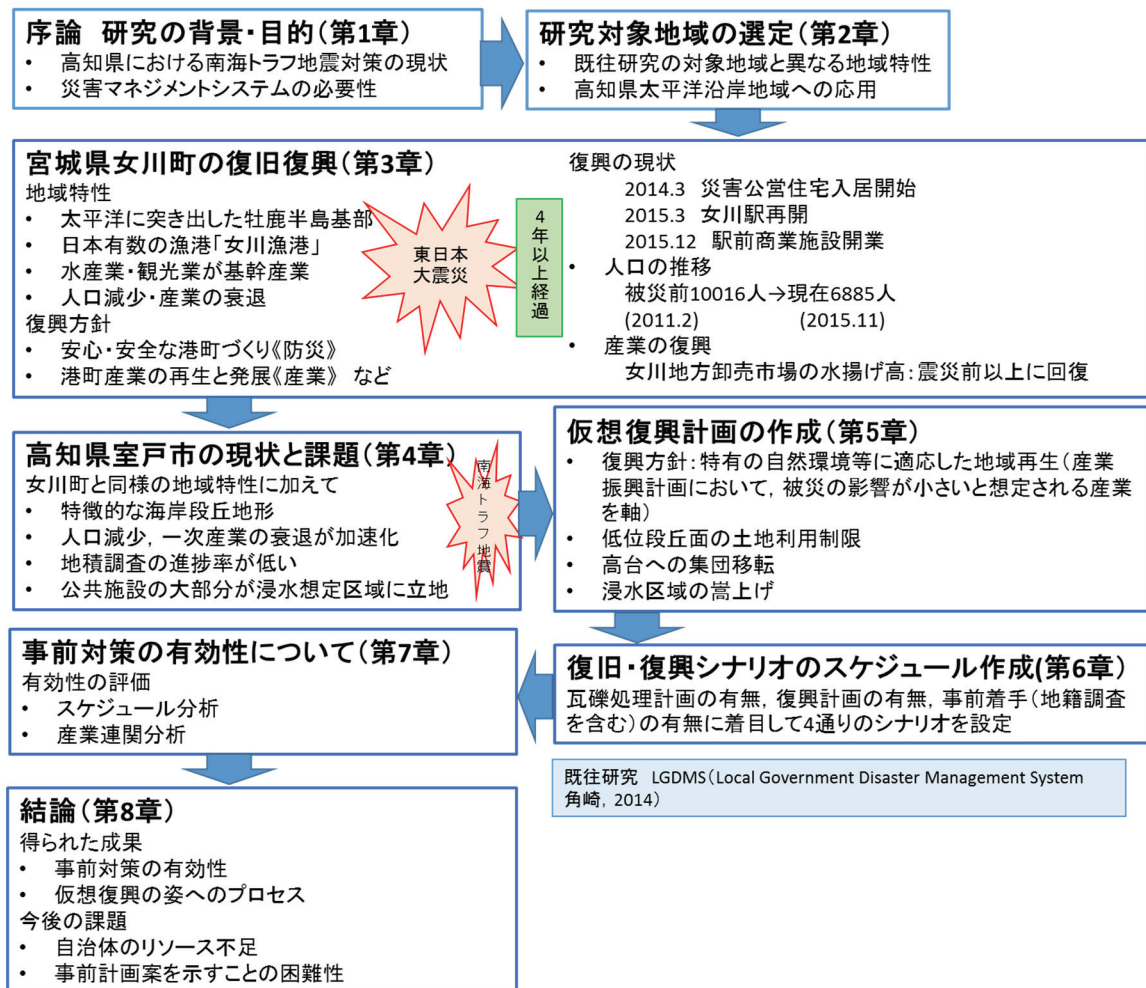 序論 研究の背景・目的(第1章)
• 高知県における南海トラフ地震対策の現状
• 災害マネジメントシステムの必要性
研究対象地域の選定(第2章)
• 既往研究の対象地域と異なる地域特性
• 高知県太平洋沿岸地域への応用
宮城県女川町の復旧復興(第3章)
地域特性
• 太平洋に突き出した牡鹿半島基部
• 日本有数の漁港「女川漁港」
• 水産業・観光業が基幹産業
• 人口減少・産業の衰退
復興方針
• 安心・安全な港町づくり《防災》
• 港町産業の再生と発展《産業》 など
東日本
大震災
4年以上経過
復興の現状
2014.3 災害公営住宅入居開始
2015.3 女川駅再開
2015.12 駅前商業施設開業
• 人口の推移
被災前10016人→現在6885人
(2011.2) (2015.11)
• 産業の復興
女川地方卸売市場の水揚げ高:震災前以上に回復
高知県室戸市の現状と課題(第4章)
女川町と同様の地域特性に加えて
• 特徴的な海岸段丘地形
• 人口減少,一次産業の衰退が加速化
• 地積調査の進捗率が低い
• 公共施設の大部分が浸水想定区域に立地
南海トラフ地震
仮想復興計画の作成(第5章)
• 復興方針:特有の自然環境等に適応した地域再生(産業
振興計画において,被災の影響が小さいと想定される産業
を軸)
• 低位段丘面の土地利用制限
• 高台への集団移転
• 浸水区域の嵩上げ
復旧・復興シナリオのスケジュール作成(第6章)
瓦礫処理計画の有無,復興計画の有無,事前着手(地籍調査
を含む)の有無に着目して4通りのシナリオを設定
既往研究 LGDMS(Local Government Disaster Management System
角崎,2014)
事前対策の有効性について(第7章)
有効性の評価
• スケジュール分析
• 産業連関分析
結論(第8章)
得られた成果
• 事前対策の有効性
• 仮想復興の姿へのプロセス
今後の課題
• 自治体のリソース不足
• 事前計画案を示すことの困難性